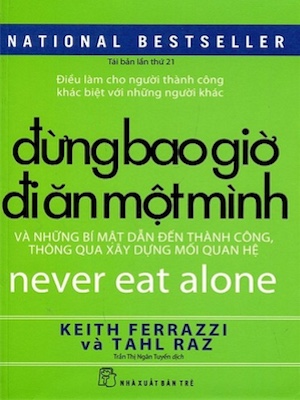 NATIONAL BESTSELLER
Tái bản lần thứ 21
Điều làm cho người thành công
khác biệt với những người khác
đừng bao giờ
đi ăn một mình
VÀ NHỮNG BÍ MẬT DẪN ĐẾN THÀNH CÔNG,
THÔNG QUA XÂY DỰNG MỐI QUAN HỆ
never eat alone
KEITH FERRAZZI
và TAHL RAZ
Trần Thị Ngân Tuyến dịch
NHÀ XUẤT BẢN TRẺ